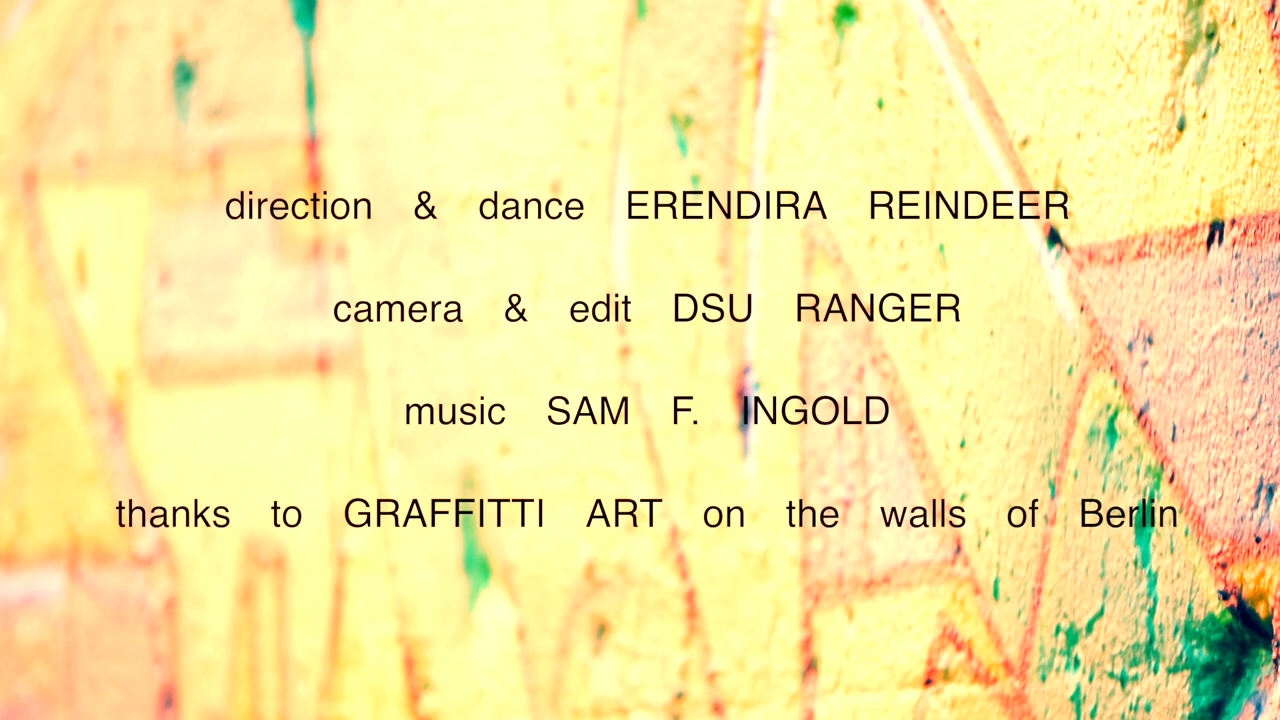 direction & dance ERENDIRA REINDEER
camera & edit DSU RANGER
music SAM F. INGOLD
thanks to GRAFFITTI ART on the walls of Berlin